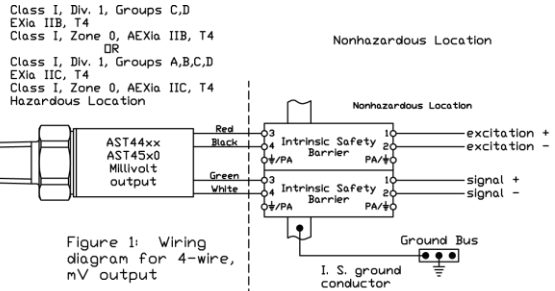 Class I, Div. 1, Groups C,D
EXia IIB, T4
Class I, Zone 0, AEXia IIB, T4
OR
Class I, Div. 1, Groups A,B,C,D
EXia IIC, T4
Class I, Zone 0, AEXia IIC, T4
Hazardous Location
Nonhazardous Location
Nonhazardous Location
AST44xx
AST45x0
Millivolt
output
Red
Black
Green
White
3
4
/PA
Intrinsic Safety
Barrier
1
2
PA/
excitation +
excitation -
3
4
/PA
Intrinsic Safety
Barrier
1
2
PA/
signal +
signal -
Figure 1: Wiring
diagram for 4-wire,
mV output
I. S. ground
conductor
Ground Bus